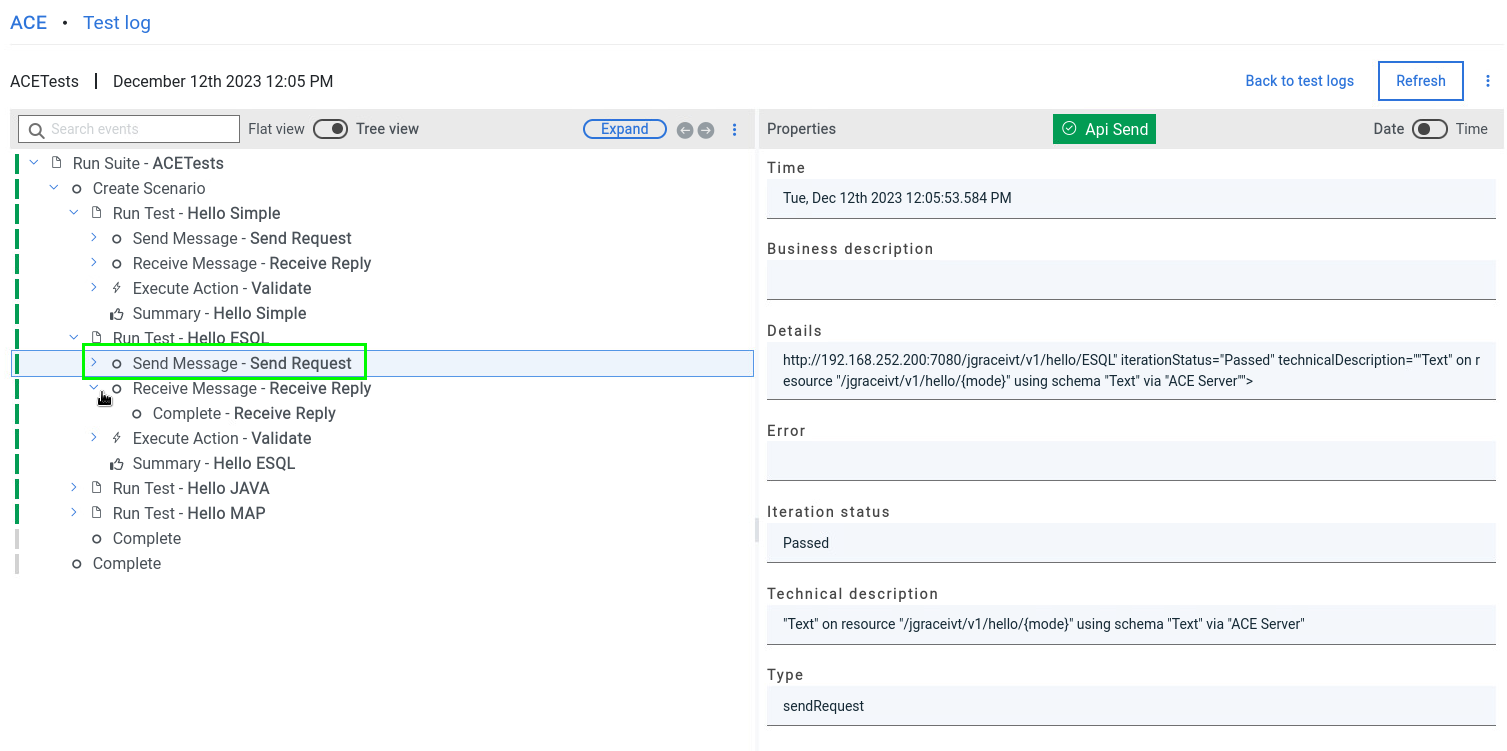 ACE • Test log
ACETests | December 12th 2023 12:05 PM
Back to test logs
Refresh
Search events
Flat view
Tree view
Expand
Run Suite - ACETests
Create Scenario
Run Test - Hello Simple
Send Message - Send Request
Receive Message - Receive Reply
Execute Action - Validate
Summary - Hello Simple
Run Test - Hello ESQL
Send Message - Send Request
Receive Message - Receive Reply
Complete - Receive Reply
Execute Action - Validate
Summary - Hello ESQL
Run Test - Hello JAVA
Run Test - Hello MAP
Complete
Complete
Properties
Api Send
Date
Time
Time
Tue, Dec 12th 2023 12:05:53.584 PM
Business description
Details
http://192.168.252.200:7080/jgraceivt/v1/hello/ESQL" iterationStatus="Passed" technicalDescription=""Text" on r
esource "/jgraceivt/v1/hello/{mode}" using schema "Text" via "ACE Server"">
Error
Iteration status
Passed
Technical description
"Text" on resource "/jgraceivt/v1/hello/{mode}" using schema "Text" via "ACE Server"
Type
sendRequest